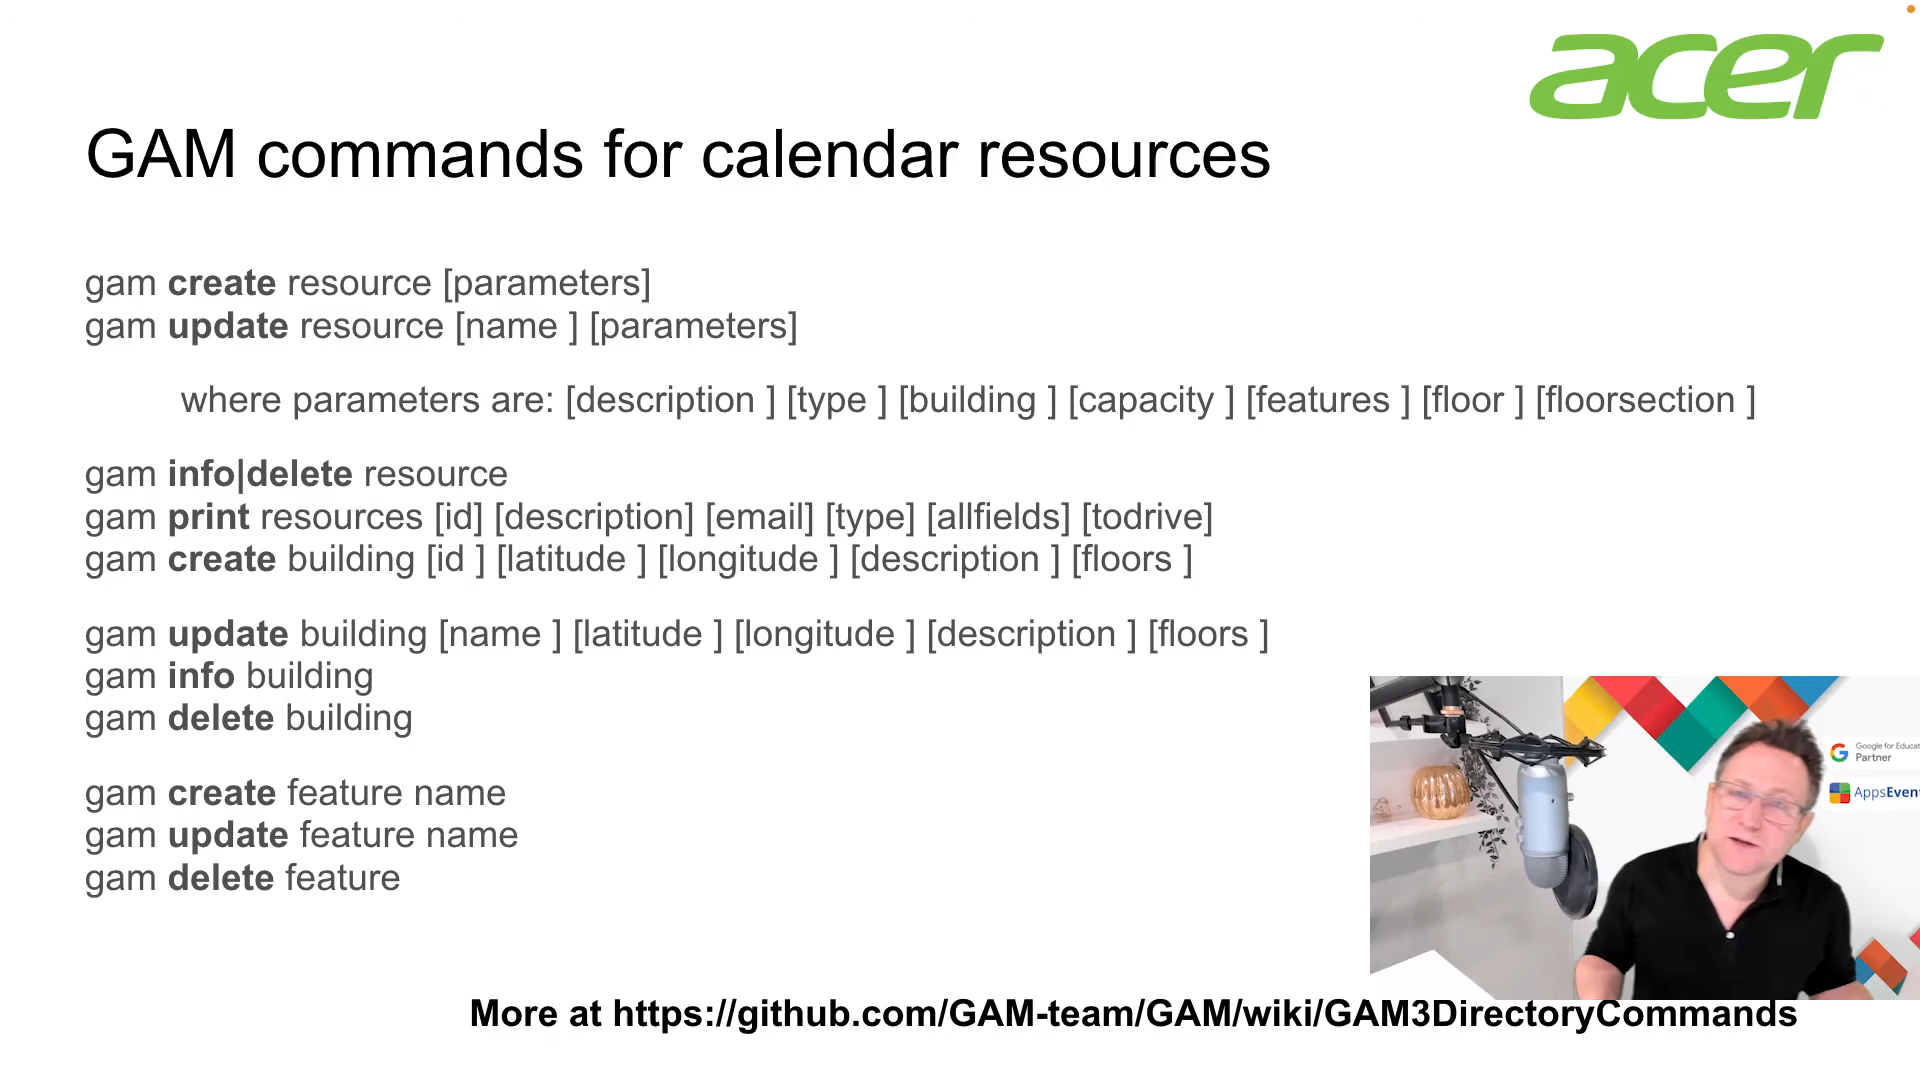 acer
GAM commands for calendar resources
gam create resource [parameters]
gam update resource [name ] [parameters]
where parameters are: [description ] [type ] [building ] [capacity ] [features ] [floor ] [floorsection ]
gam info|delete resource
gam print resources [id] [description] [email] [type] [allfields] [todrive]
gam create building [id ] [latitude ] [longitude ] [description ] [floors ]
gam update building [name ] [latitude ] [longitude ] [description ] [floors ]
gam info building
gam delete building
gam create feature name
gam update feature name
gam delete feature
Google for Educat
Partner
AppsEvent
More at https://github.com/GAM-team/GAM/wiki/GAM3DirectoryCommands